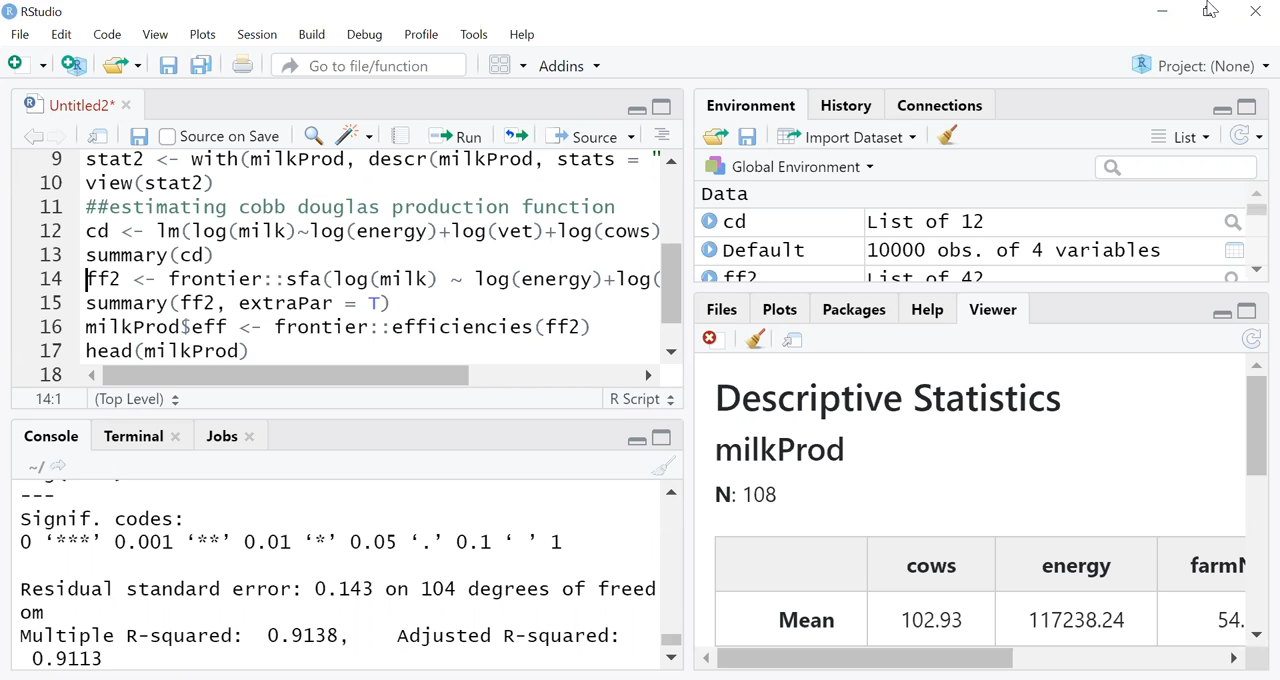 RStudio
File Edit Code View Plots Session Build Debug Profile Tools Help
Go to file/function Addins Project: (None)
Untitled2*
Source on Save Run Source
9 stat2 <- with(milkProd, descr(milkProd, stats = "
10 view(stat2)
11 ##estimating cobb douglas production function
12 cd <- lm(log(milk)~log(energy)+log(vet)+log(cows)
13 summary(cd)
14 ff2 <- frontier::sfa(log(milk) ~ log(energy)+log(
15 summary(ff2, extraPar = T)
16 milkProd$eff <- frontier::efficiencies(ff2)
17 head(milkProd)
18
14:1 (Top Level) R Script
Console Terminal Jobs
~/
---
Signif. codes:
0 ‘***’ 0.001 ‘**’ 0.01 ‘*’ 0.05 ‘.’ 0.1 ‘ ’ 1
Residual standard error: 0.143 on 104 degrees of freed
om
Multiple R-squared:  0.9138,    Adjusted R-squared:
0.9113
Environment History Connections
Import Dataset List
Global Environment
Data
cd List of 12
Default 10000 obs. of 4 variables
ff2 List of 42
Files Plots Packages Help Viewer
Descriptive Statistics
milkProd
N: 108
cows energy farmN
Mean 102.93 117238.24 54.